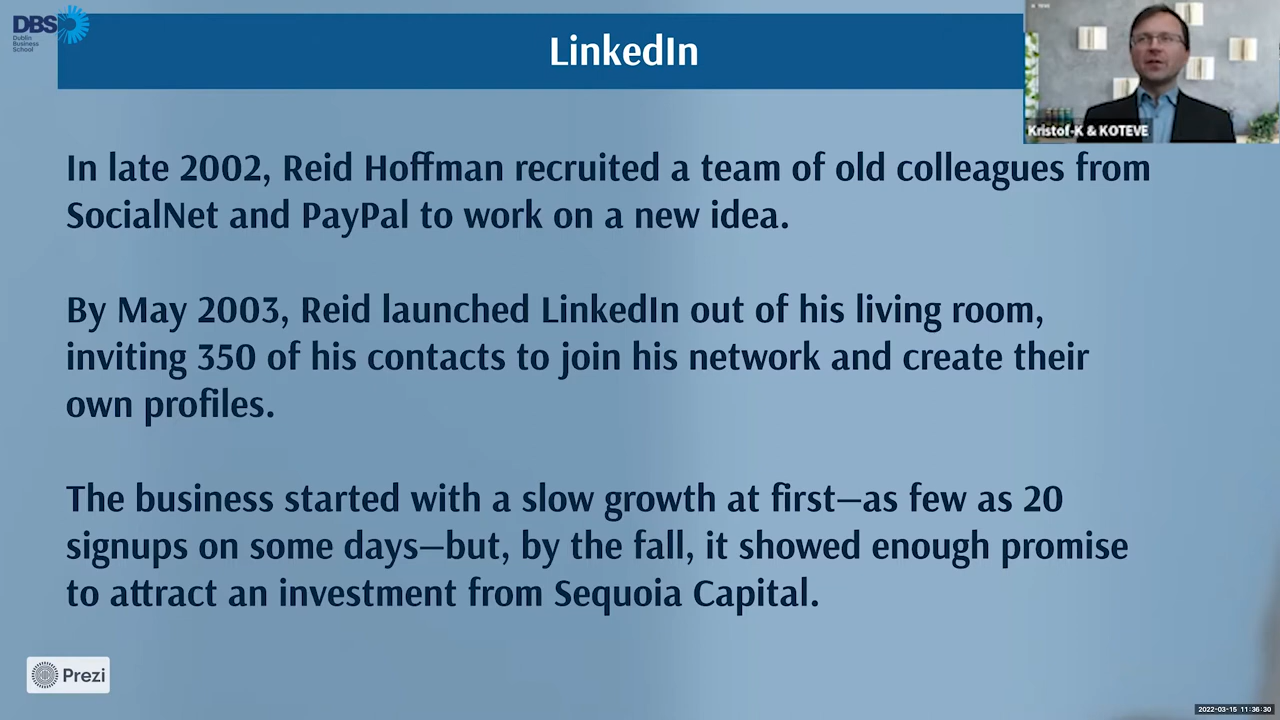 DBS
Dublin
Business
School
LinkedIn
Kristof-K & KOTEVE
In late 2002, Reid Hoffman recruited a team of old colleagues from
SocialNet and PayPal to work on a new idea.
By May 2003, Reid launched LinkedIn out of his living room,
inviting 350 of his contacts to join his network and create their
own profiles.
The business started with a slow growth at first—as few as 20
signups on some days—but, by the fall, it showed enough promise
to attract an investment from Sequoia Capital.
Prezi
2022-03-15 11:36:30